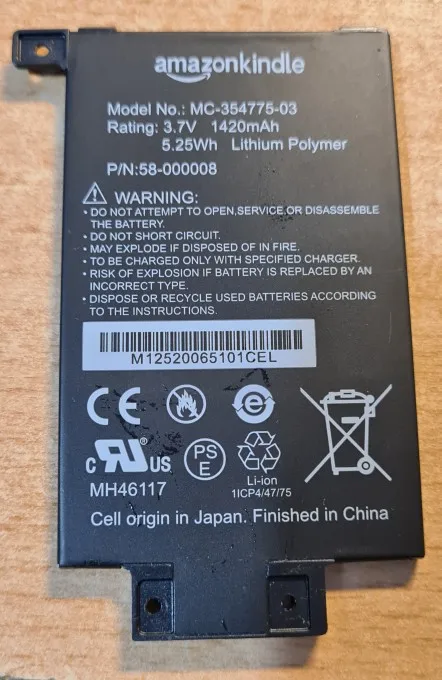 amazonkindle
Model No.: MC-354775-03
Rating: 3.7V 1420mAh
5.25Wh Lithium Polymer
P/N:58-000008
WARNING:
• DO NOT ATTEMPT TO OPEN,SERVICE,OR DISASSEMBLE
THE BATTERY.
• DO NOT SHORT CIRCUIT.
• MAY EXPLODE IF DISPOSED OF IN FIRE.
• TO BE CHARGED ONLY WITH SPECIFIED CHARGER.
• RISK OF EXPLOSION IF BATTERY IS REPLACED BY AN
INCORRECT TYPE.
• DISPOSE OR RECYCLE USED BATTERIES ACCORDING
TO THE INSTRUCTIONS.
M12520065101CEL
CE e
c RU ® US PS E
Li-ion
MH46117 1ICP4/47/75
Cell origin in Japan. Finished in China